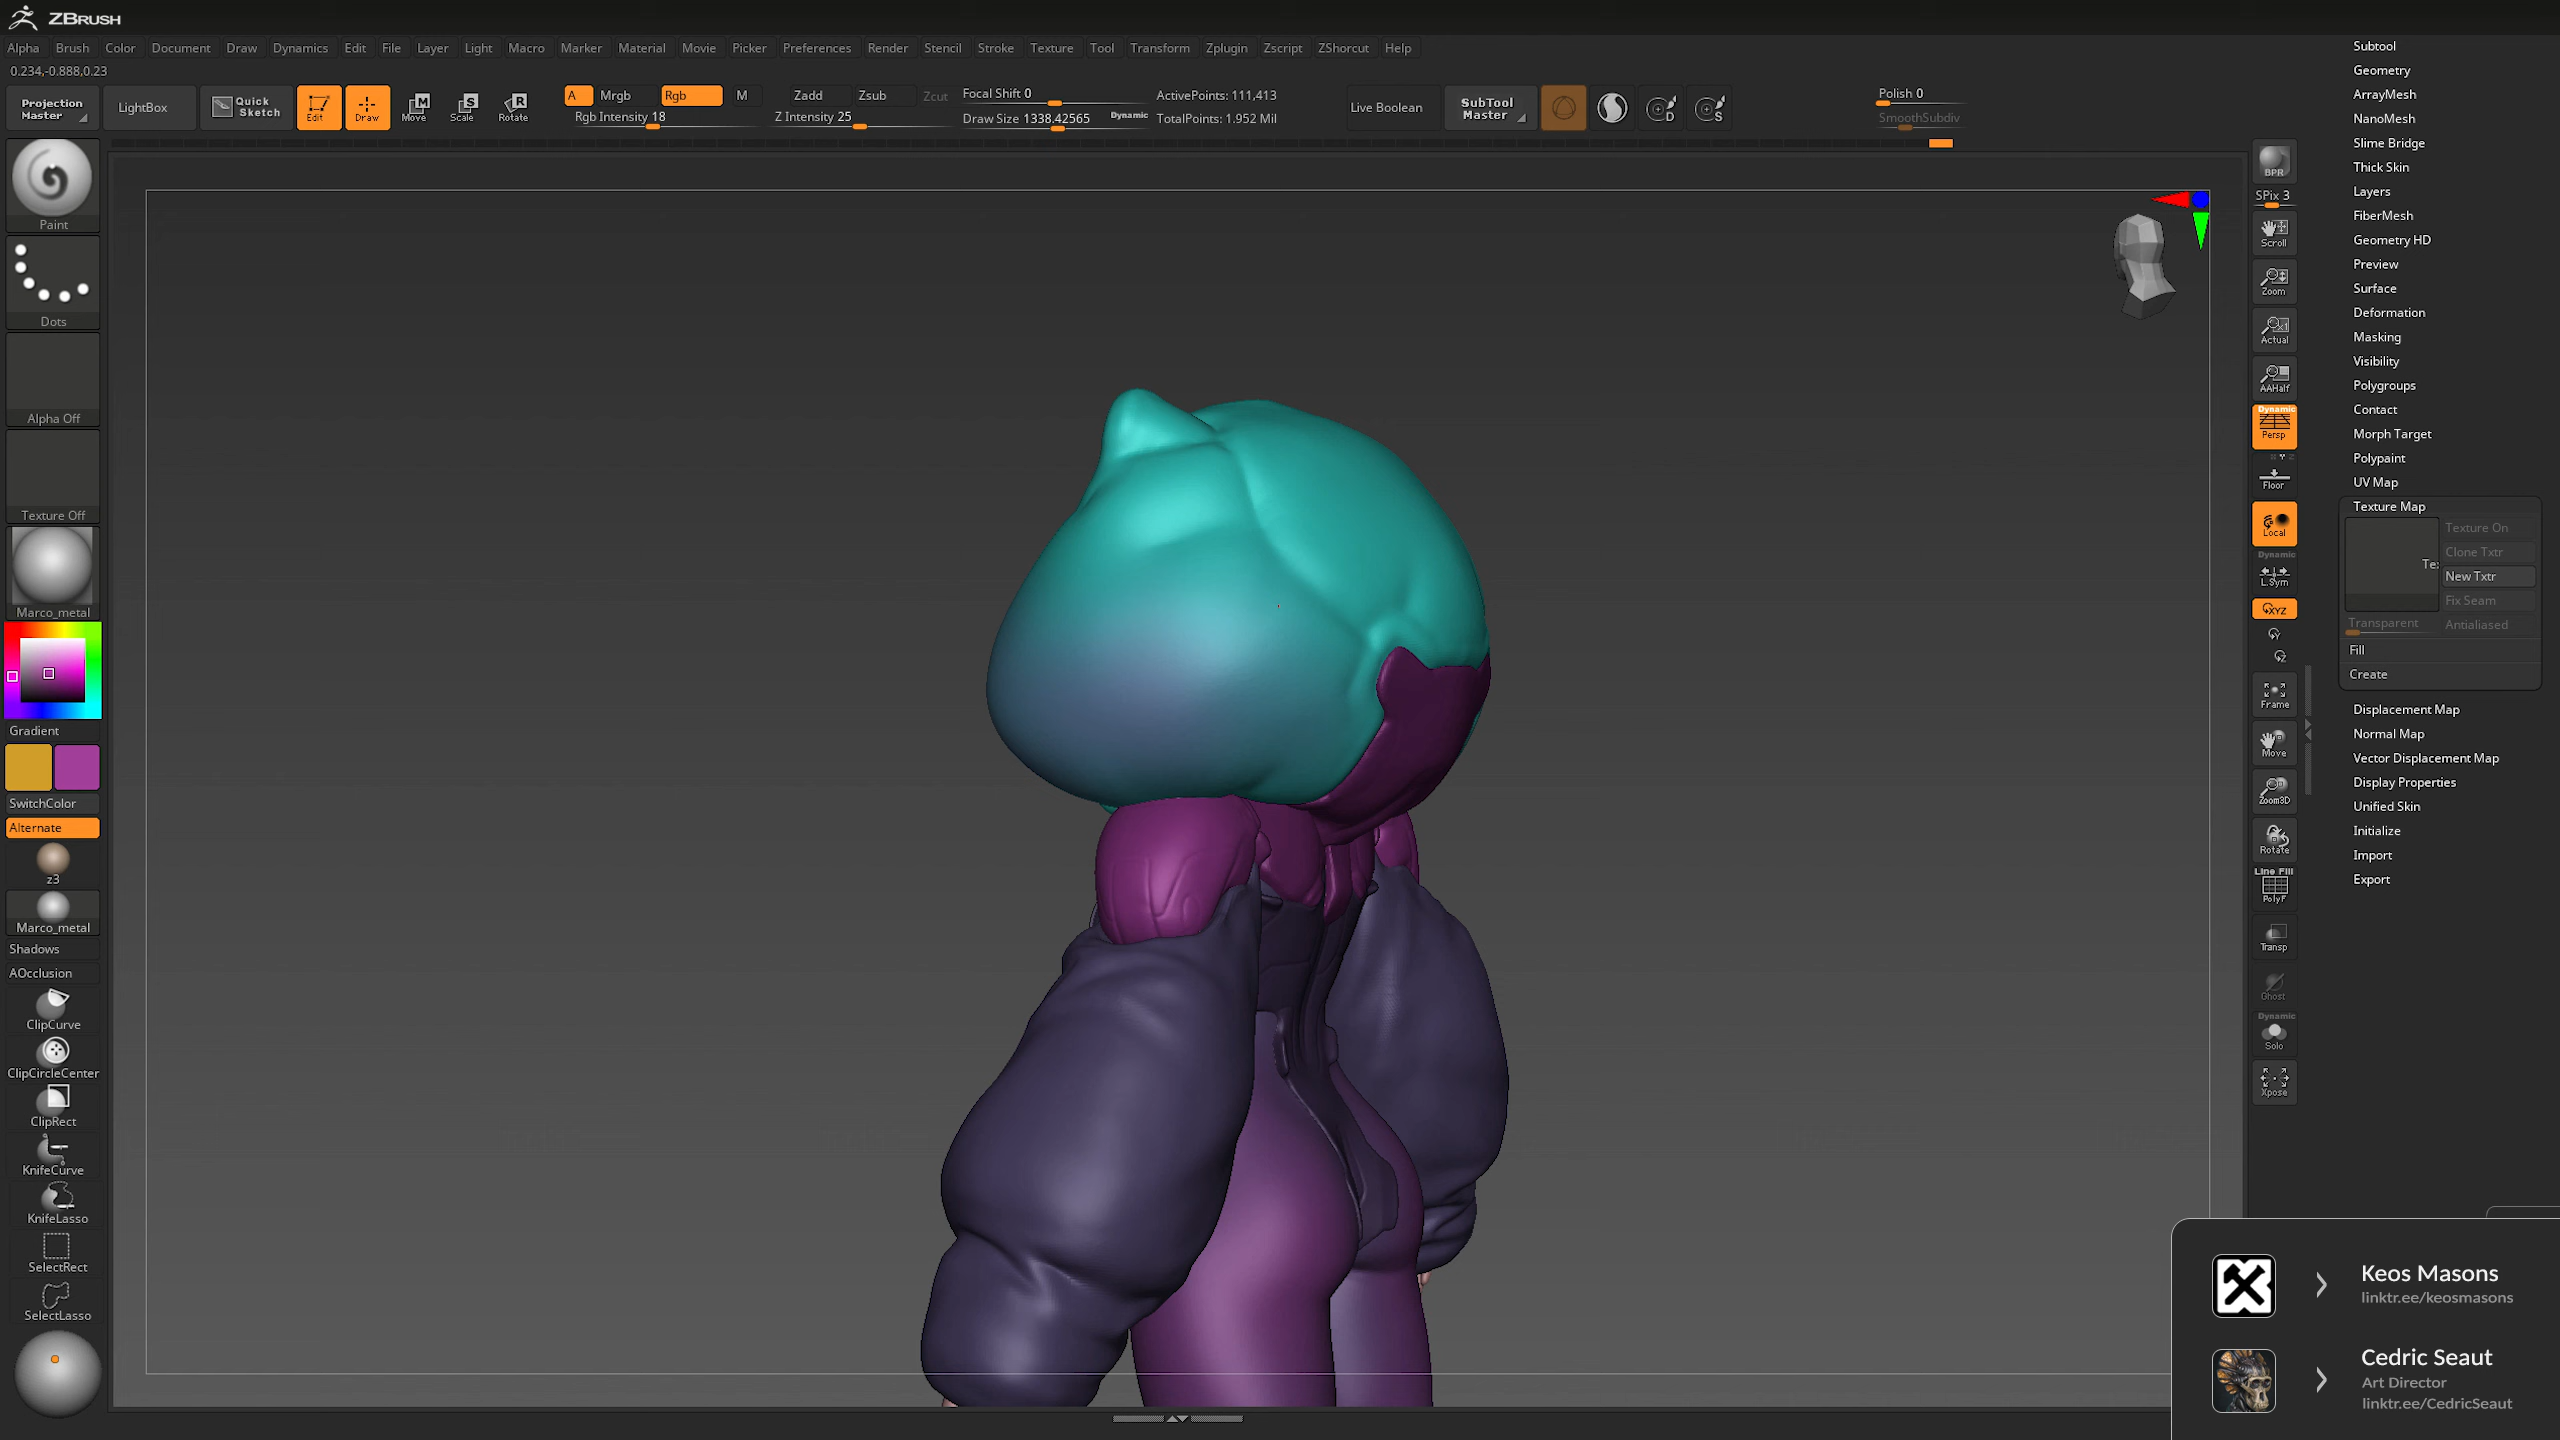 ZBRUSH
Alpha Brush Color Document Draw Dynamics Edit File Layer Light Macro Marker Material Movie Picker Preferences Render Stencil Stroke Texture Tool Transform Zplugin Zscript ZShorcut Help
0.234,-0.888,0.23
Projection Master
LightBox
Quick Sketch
Edit
Draw
Move
Scale
Rotate
A Mrgb Rgb M
Rgb Intensity 18
Zadd Zsub Zcut
Z Intensity 25
Focal Shift 0
Draw Size 1338.42565
Dynamic
ActivePoints: 111,413
TotalPoints: 1.952 Mil
Live Boolean
SubTool Master
D
S
Polish 0
SmoothSubdiv
Paint
Dots
Alpha Off
Texture Off
Marco_metal
Gradient
SwitchColor
Alternate
z3
Marco_metal
Shadows
AOcclusion
ClipCurve
ClipCircleCenter
ClipRect
KnifeCurve
KnifeLasso
SelectRect
SelectLasso
BPR
SPix 3
Scroll
Zoom
Actual
AAHalf
Dynamic
Persp
Floor
Local
Dynamic
L.Sym
XYZ
Frame
Move
Zoom3D
Rotate
Line Fill
PolyF
Transp
Ghost
Dynamic
Solo
Xpose
Subtool
Geometry
ArrayMesh
NanoMesh
Slime Bridge
Thick Skin
Layers
FiberMesh
Geometry HD
Preview
Surface
Deformation
Masking
Visibility
Polygroups
Contact
Morph Target
Polypaint
UV Map
Texture Map
Texture On
Clone Txtr
Te
New Txtr
Fix Seam
Transparent
Antialiased
Fill
Create
Displacement Map
Normal Map
Vector Displacement Map
Display Properties
Unified Skin
Initialize
Import
Export
Keos Masons
linktr.ee/keosmasons
Cedric Seaut
Art Director
linktr.ee/CedricSeaut